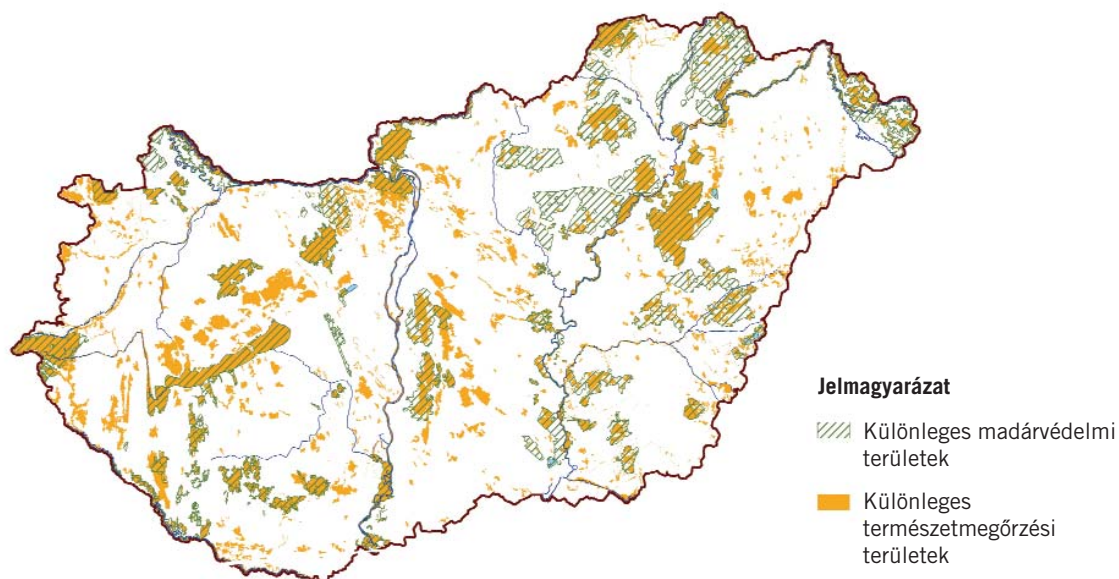 Jelmagyarázat
Különleges madárvédelmi
területek
Különleges
természetmegőrzési
területek